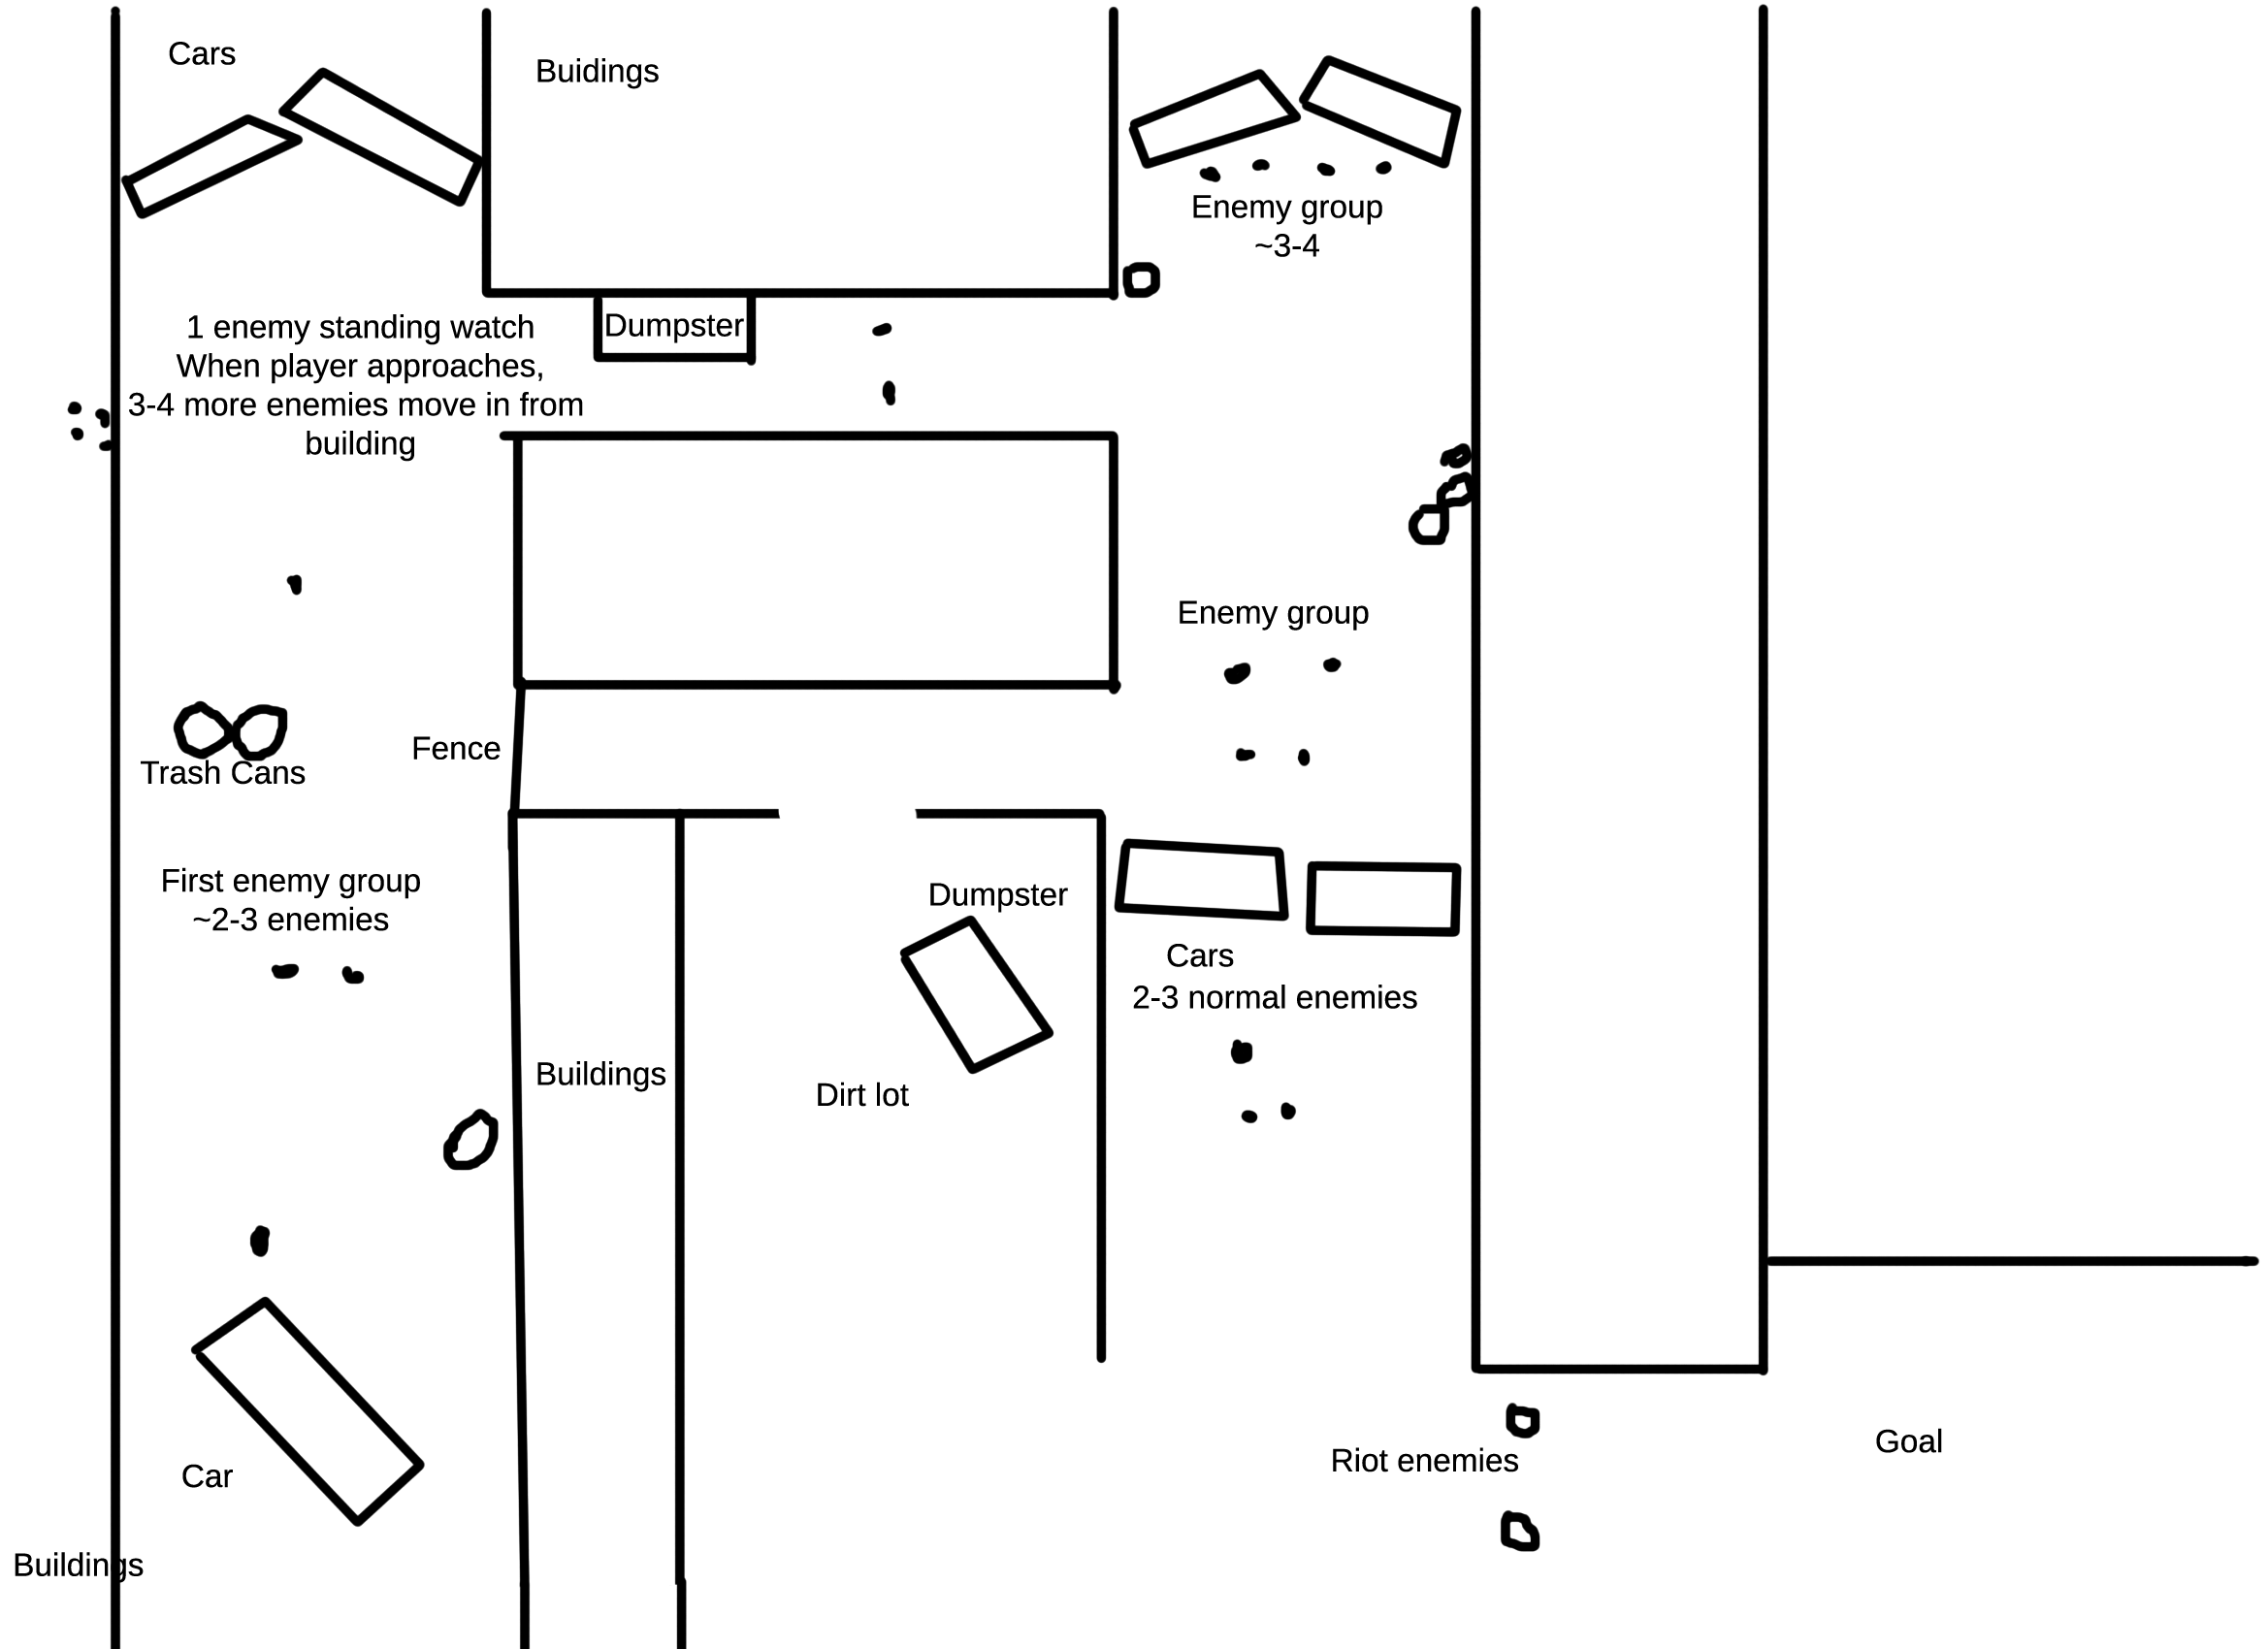 Cars
Buidings
Enemy group
~3-4
Dumpster
1 enemy standing watch
When player approaches,
3-4 more enemies move in from
building
Enemy group
Fence
Trash Cans
First enemy group
~2-3 enemies
Dumpster
Cars
2-3 normal enemies
Buildings
Dirt lot
Riot enemies
Goal
Car
Buildings